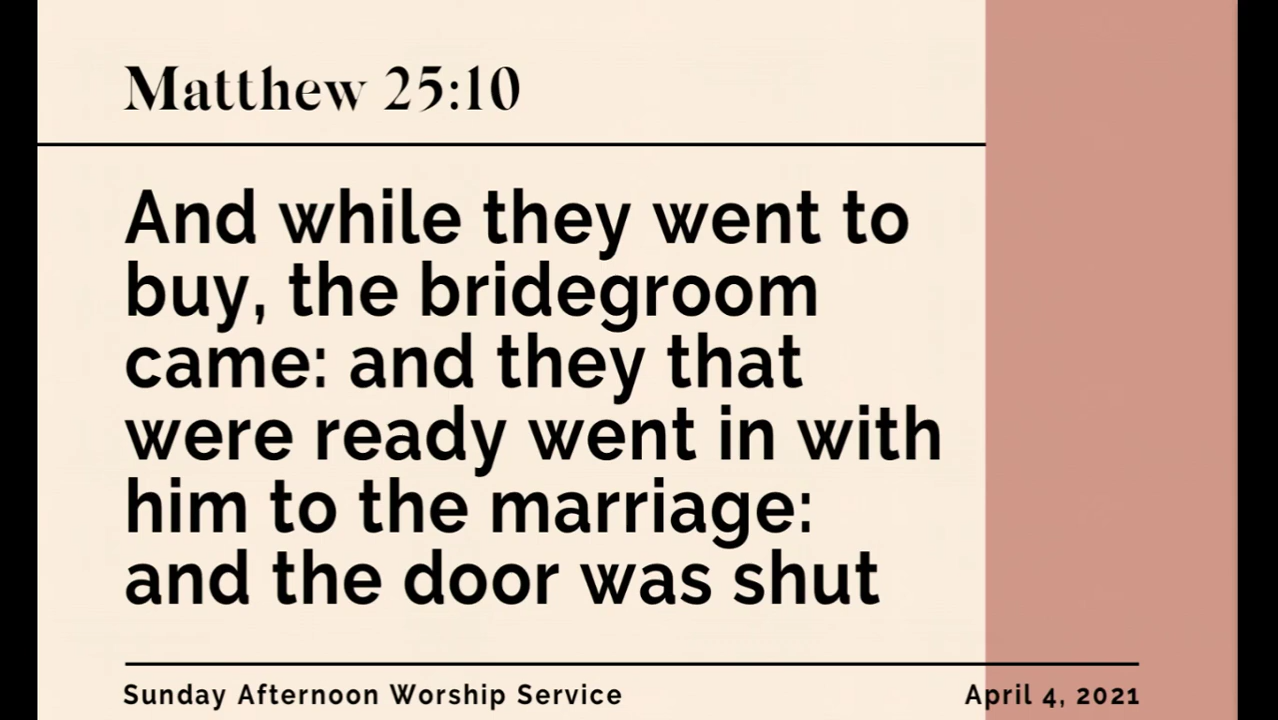 Matthew 25:10
And while they went to
buy, the bridegroom
came: and they that
were ready went in with
him to the marriage:
and the door was shut
Sunday Afternoon Worship Service
April 4, 2021